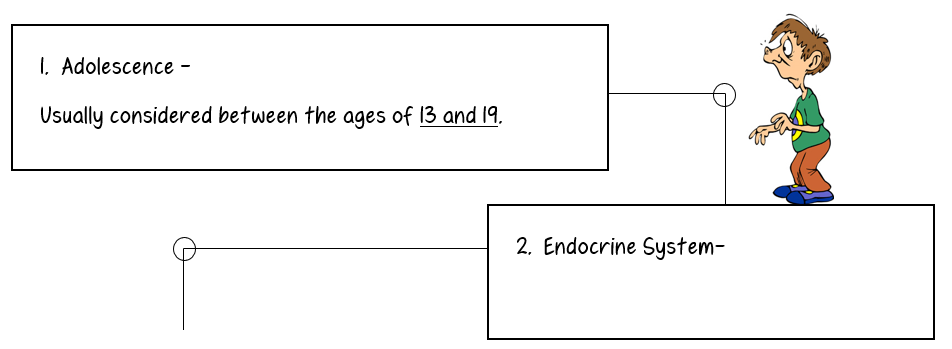 1. Adolescence -
Usually considered between the ages of 13 and 19.
2. Endocrine System-